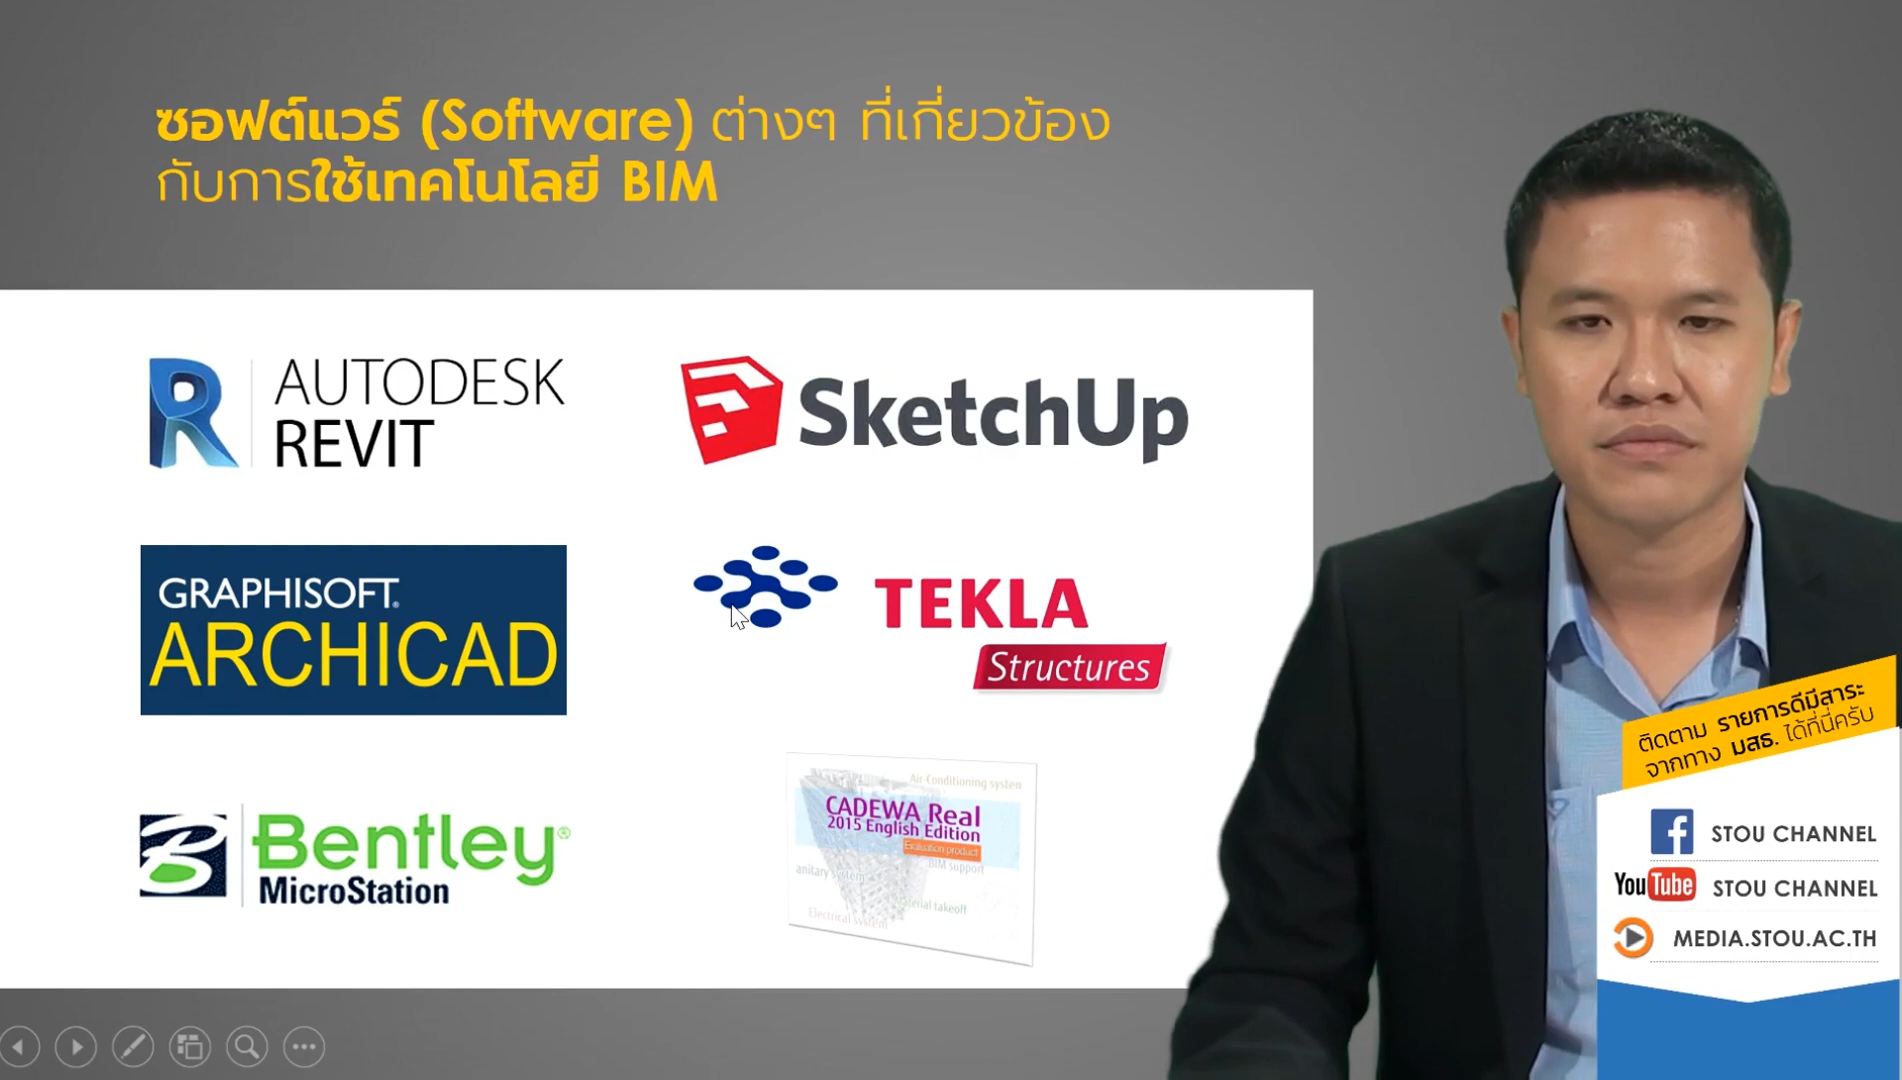 ซอฟต์แวร์ (Software) ต่างๆ ที่เกี่ยวข้อง
กับการใช้เทคโนโลยี BIM
AUTODESK
REVIT
SketchUp
GRAPHISOFT®
ARCHICAD
TEKLA
Structures
Bentley®
MicroStation
Air-Conditioning system
CADEWA Real
2015 English Edition
Evaluation product
BIM support
anitary system
erial takeoff
Electrical system
ติดตาม รายการดีมีสาระ
จากทาง มสธ. ได้ที่นี่ครับ
STOU CHANNEL
YouTube STOU CHANNEL
MEDIA.STOU.AC.TH